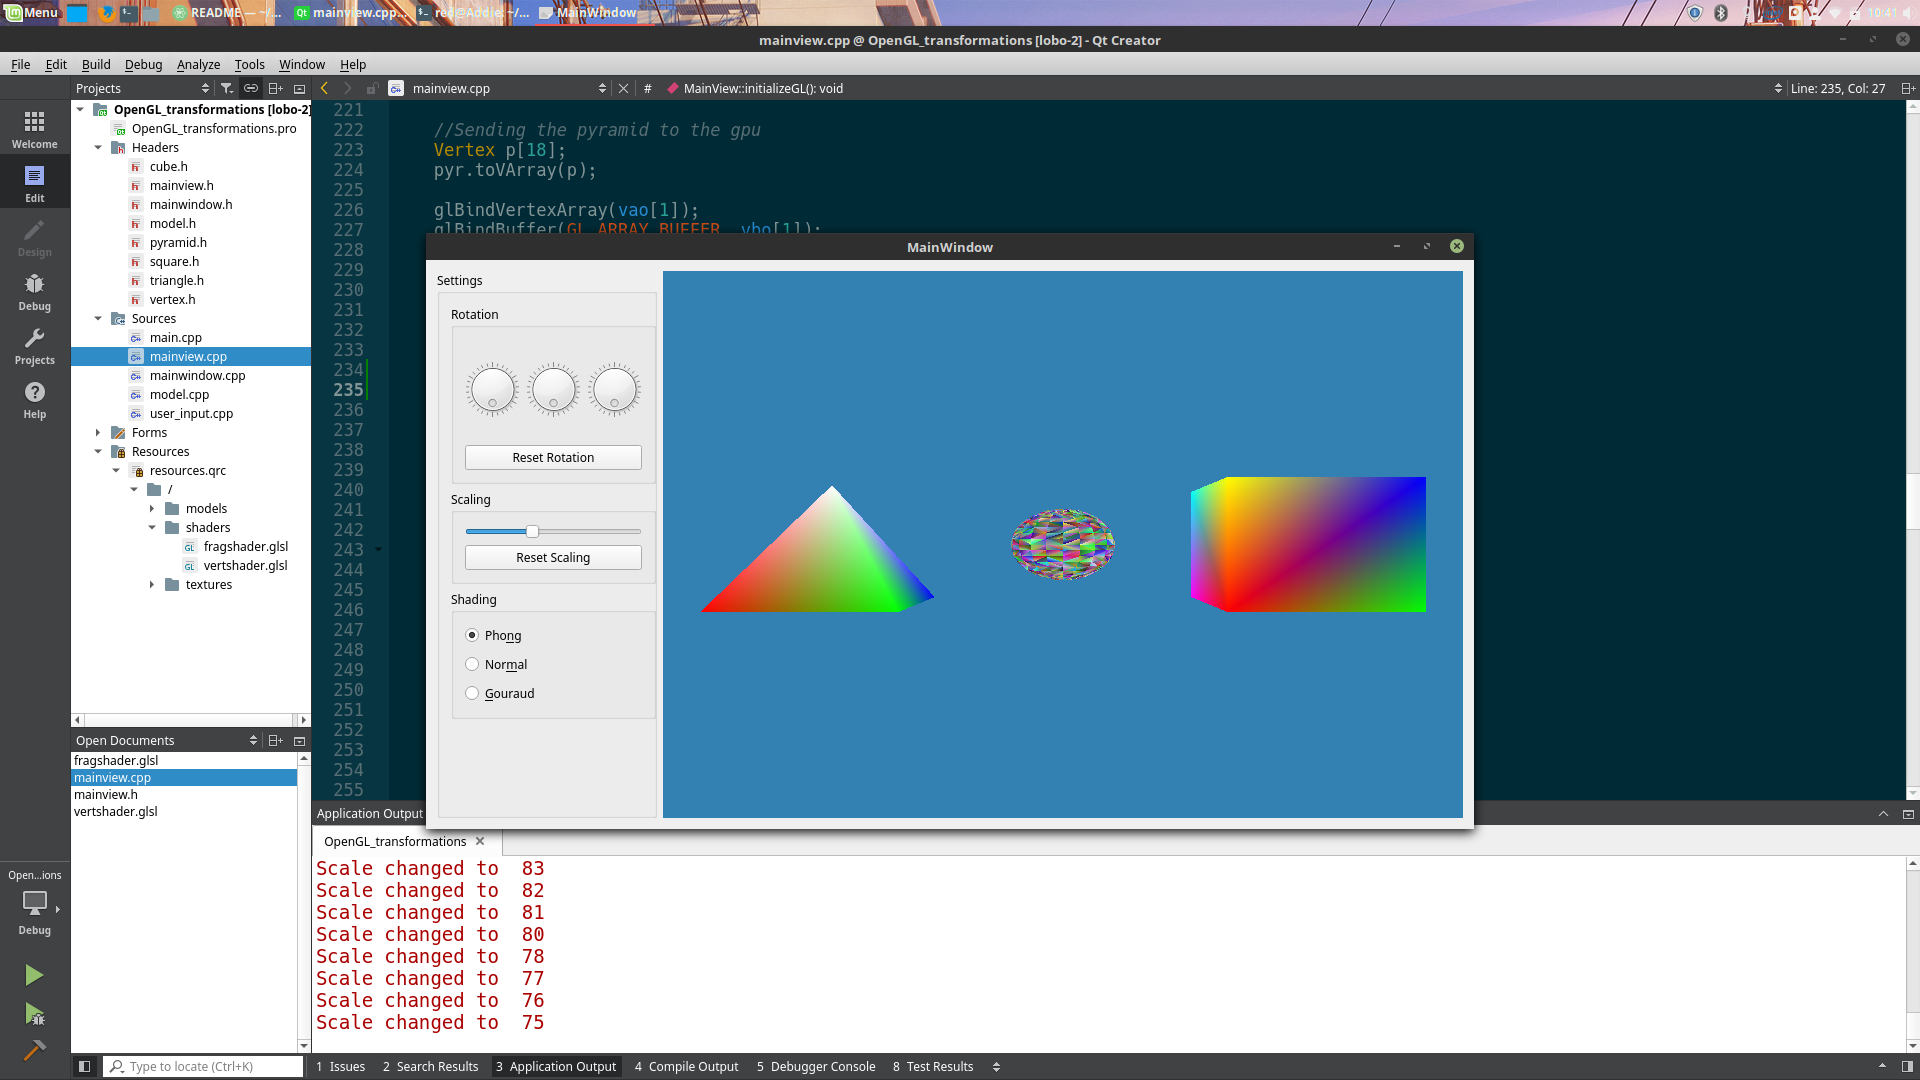 Menu
README — ~/...
mainview.cpp...
red@Addie: ~/...
MainWindow
10:41
mainview.cpp @ OpenGL_transformations [lobo-2] - Qt Creator
File Edit Build Debug Analyze Tools Window Help
Projects
mainview.cpp
#
MainView::initializeGL(): void
Line: 235, Col: 27
Welcome
Edit
Design
Debug
Projects
Help
OpenGL_transformations [lobo-2]
OpenGL_transformations.pro
Headers
cube.h
mainview.h
mainwindow.h
model.h
pyramid.h
square.h
triangle.h
vertex.h
Sources
main.cpp
mainview.cpp
mainwindow.cpp
model.cpp
user_input.cpp
Forms
Resources
resources.qrc
/
models
shaders
fragshader.glsl
vertshader.glsl
textures
221
222 //Sending the pyramid to the gpu
223 Vertex p[18];
224 pyr.toVArray(p);
225
226 glBindVertexArray(vao[1]);
227 glBindBuffer(GL_ARRAY_BUFFER, vbo[1]);
228
229
230
231
232
233
234
235
236
237
238
239
240
241
242
243
244
245
246
247
248
249
250
251
252
253
254
255
MainWindow
Settings
Rotation
Reset Rotation
Scaling
Reset Scaling
Shading
Phong
Normal
Gouraud
Open Documents
fragshader.glsl
mainview.cpp
mainview.h
vertshader.glsl
Open...ions
Debug
Application Output
OpenGL_transformations
Scale changed to 83
Scale changed to 82
Scale changed to 81
Scale changed to 80
Scale changed to 78
Scale changed to 77
Scale changed to 76
Scale changed to 75
Type to locate (Ctrl+K)
1 Issues 2 Search Results 3 Application Output 4 Compile Output 5 Debugger Console 8 Test Results